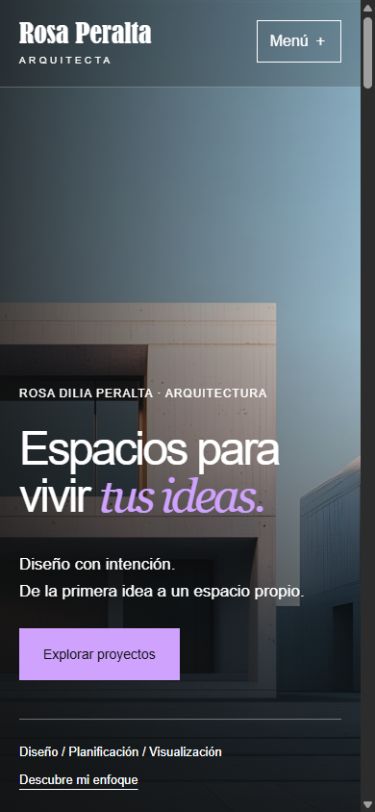 Rosa Peralta
ARQUITECTA
Menú +
ROSA DILIA PERALTA · ARQUITECTURA
Espacios para
vivir tus ideas.
Diseño con intención.
De la primera idea a un espacio propio.
Explorar proyectos
Diseño / Planificación / Visualización
Descubre mi enfoque